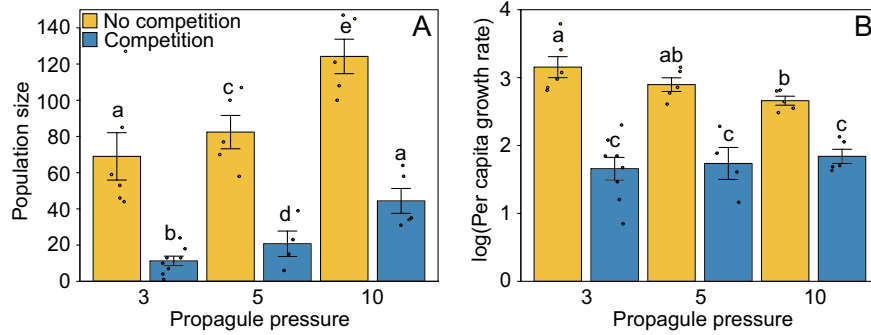 A
No competition
Competition
Population size
140
120
100
80
60
40
20
0
a
b
c
d
e
a
3
5
10
Propagule pressure
B
log(Per capita growth rate)
4
3
2
1
0
a
c
ab
c
b
c
3
5
10
Propagule pressure